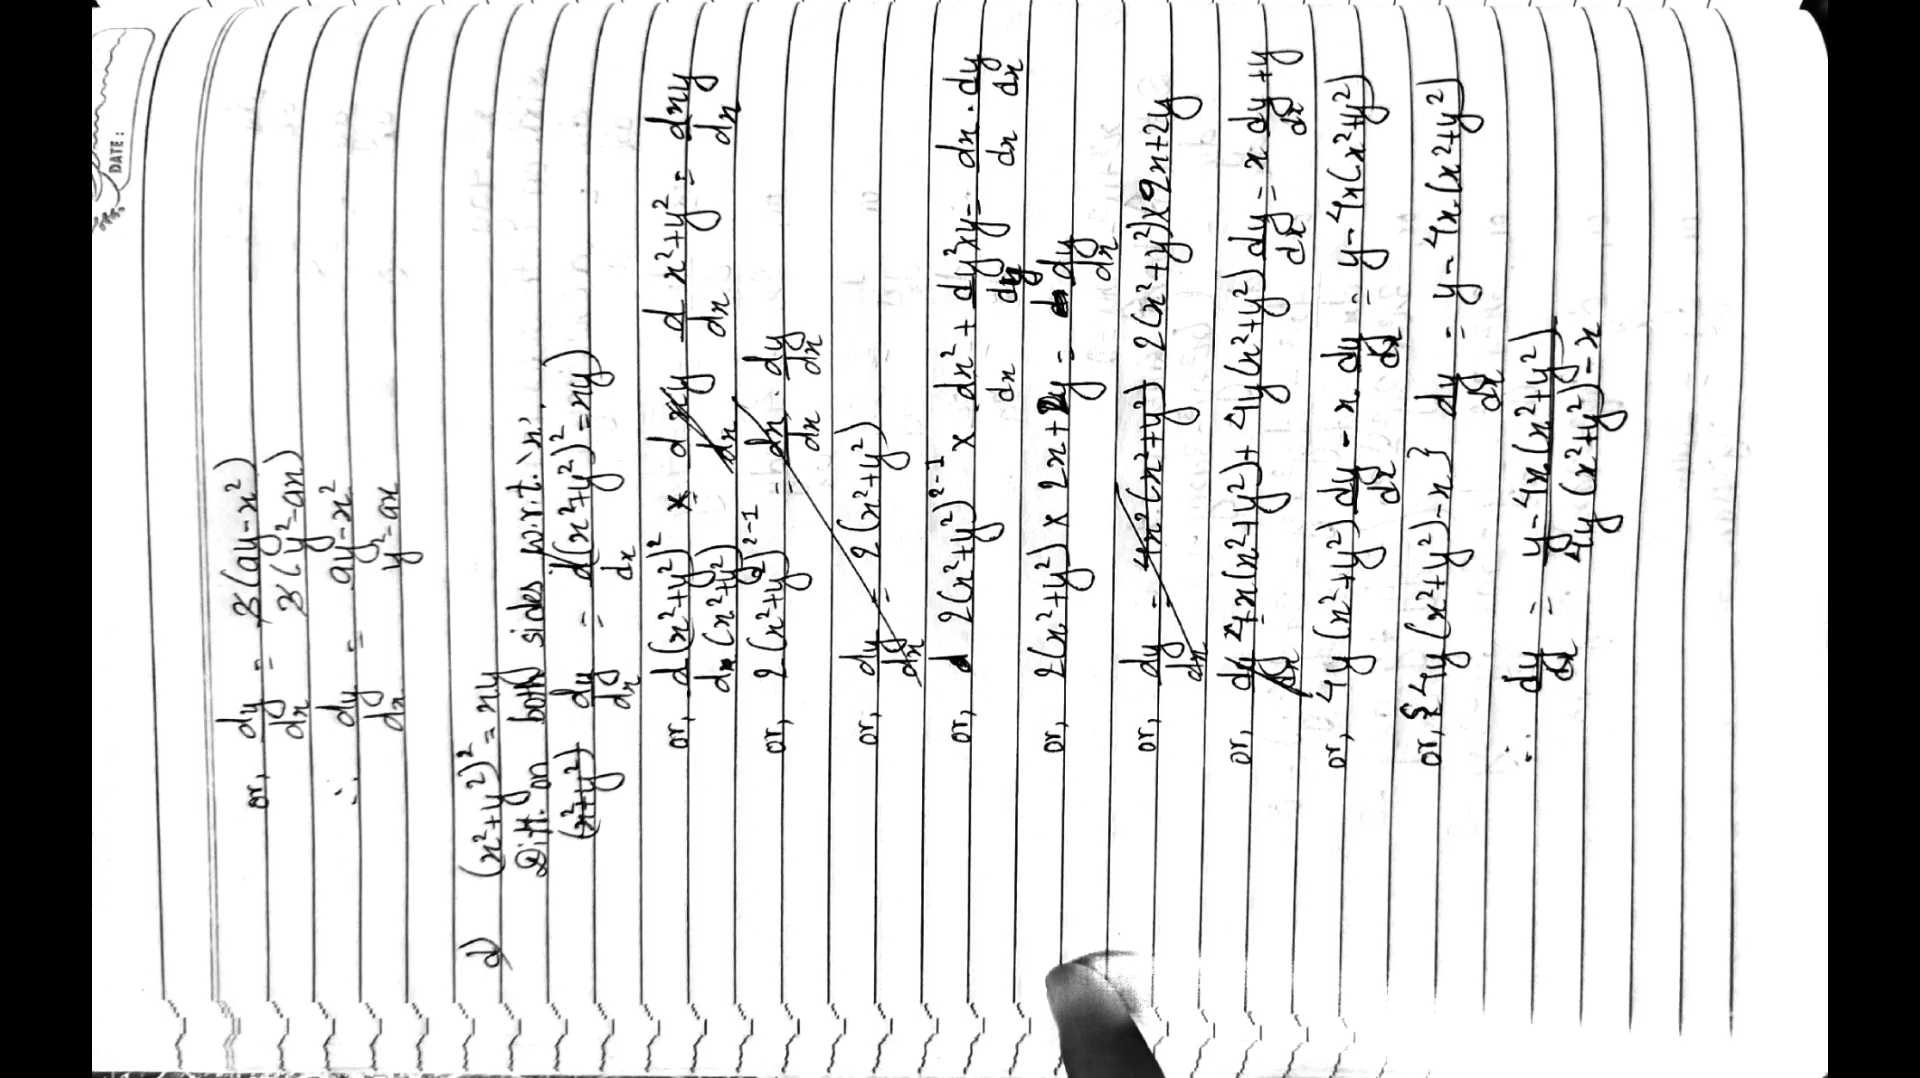 DATE:
or, dy/dx = 3(ay-x²)/3(y²-ax)
∴ dy/dx = ay-x²/y²-ax
d) (x²+y²)² = xy
Diff. on both sides w.r.t. 'x'.
(x²+y²) dy/dx = d(x²+y²)² = xy)/dx
or, d(x²+y²)²/d(x²+y²) × dxy/dx d/dx x²+y² = dxy/dx
or, 2(x²+y²)²⁻¹ = dx/dx · dy/dx
or, dy/dx = 2(x²+y²)
or, 2(x²+y²)²⁻¹ × dx²/dx + dy²/dy × y = dx/dx · dy/dx
or, 2(x²+y²) × 2x+2y = dy/dx
or, dy/dx = 4x²(x²+y²) 2(x²+y²)×2x+2y
or, dy/dx 4x(x²+y²)+4y(x²+y²) dy/dx = x dy/dx + y
or, 4y(x²+y²) dy/dx - x dy/dx = y-4x(x²+y²)
or, {4y(x²+y²)-x} dy/dx = y-4x(x²+y²)
∴ dy/dx = y-4x(x²+y²)/4y(x²+y²)-x